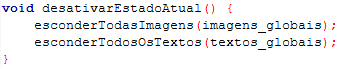 void desativarEstadoAtual() {
    esconderTodasImagens(imagens_globais);
    esconderTodosOsTextos(textos_globais);
}